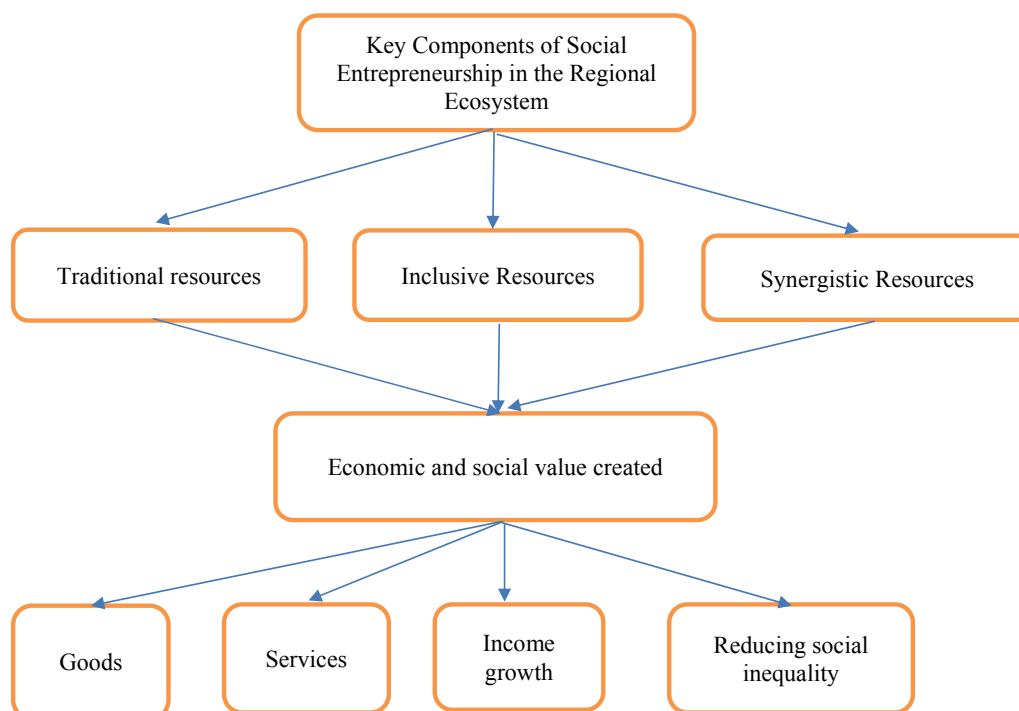 Key Components of Social
Entrepreneurship in the Regional
Ecosystem
Traditional resources
Inclusive Resources
Synergistic Resources
Economic and social value created
Goods
Services
Income
growth
Reducing social
inequality